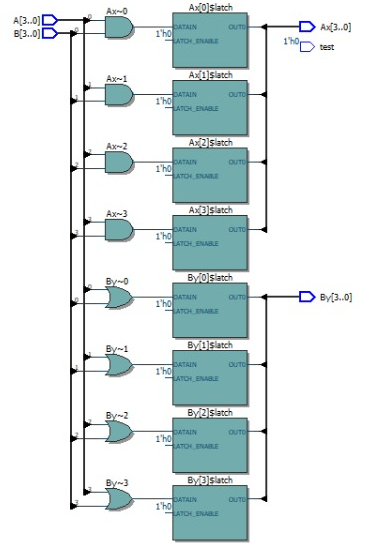 A[3..0]
B[3..0]
Ax~0
0
0
Ax[0]$latch
DATAIN
OUT0
1'h0
LATCH_ENABLE
Ax[3..0]
1'h0
test
Ax~1
1
1
Ax[1]$latch
DATAIN
OUT0
1'h0
LATCH_ENABLE
Ax~2
2
2
Ax[2]$latch
DATAIN
OUT0
1'h0
LATCH_ENABLE
Ax~3
3
3
Ax[3]$latch
DATAIN
OUT0
1'h0
LATCH_ENABLE
By~0
0
0
By[0]$latch
DATAIN
OUT0
1'h0
LATCH_ENABLE
By[3..0]
By~1
1
1
By[1]$latch
DATAIN
OUT0
1'h0
LATCH_ENABLE
By~2
2
2
By[2]$latch
DATAIN
OUT0
1'h0
LATCH_ENABLE
By~3
3
3
By[3]$latch
DATAIN
OUT0
1'h0
LATCH_ENABLE